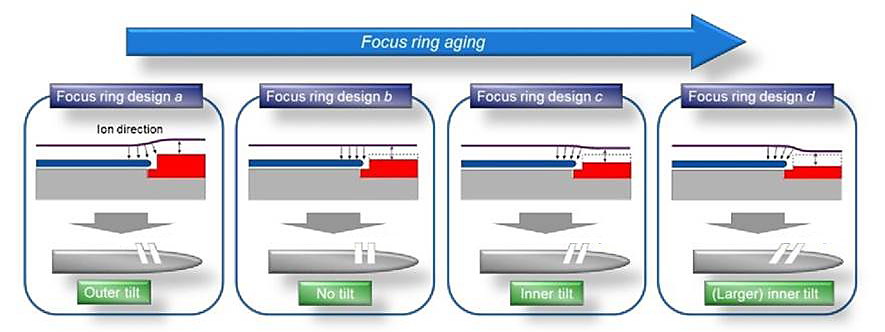 Focus ring aging
Focus ring design a
Focus ring design b
Focus ring design c
Focus ring design d
Ion direction
Outer tilt
No tilt
Inner tilt
(Larger) inner tilt